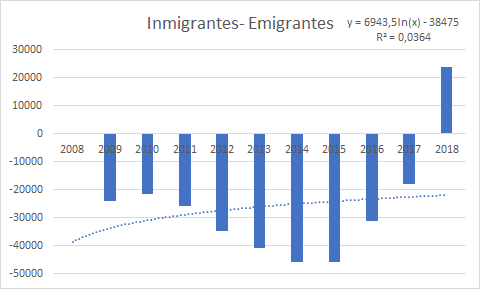 Inmigrantes- Emigrantes
y = 6943,5ln(x) - 38475
R² = 0,0364
30000
20000
10000
0
2008 2009 2010 2011 2012 2013 2014 2015 2016 2017 2018
-10000
-20000
-30000
-40000
-50000